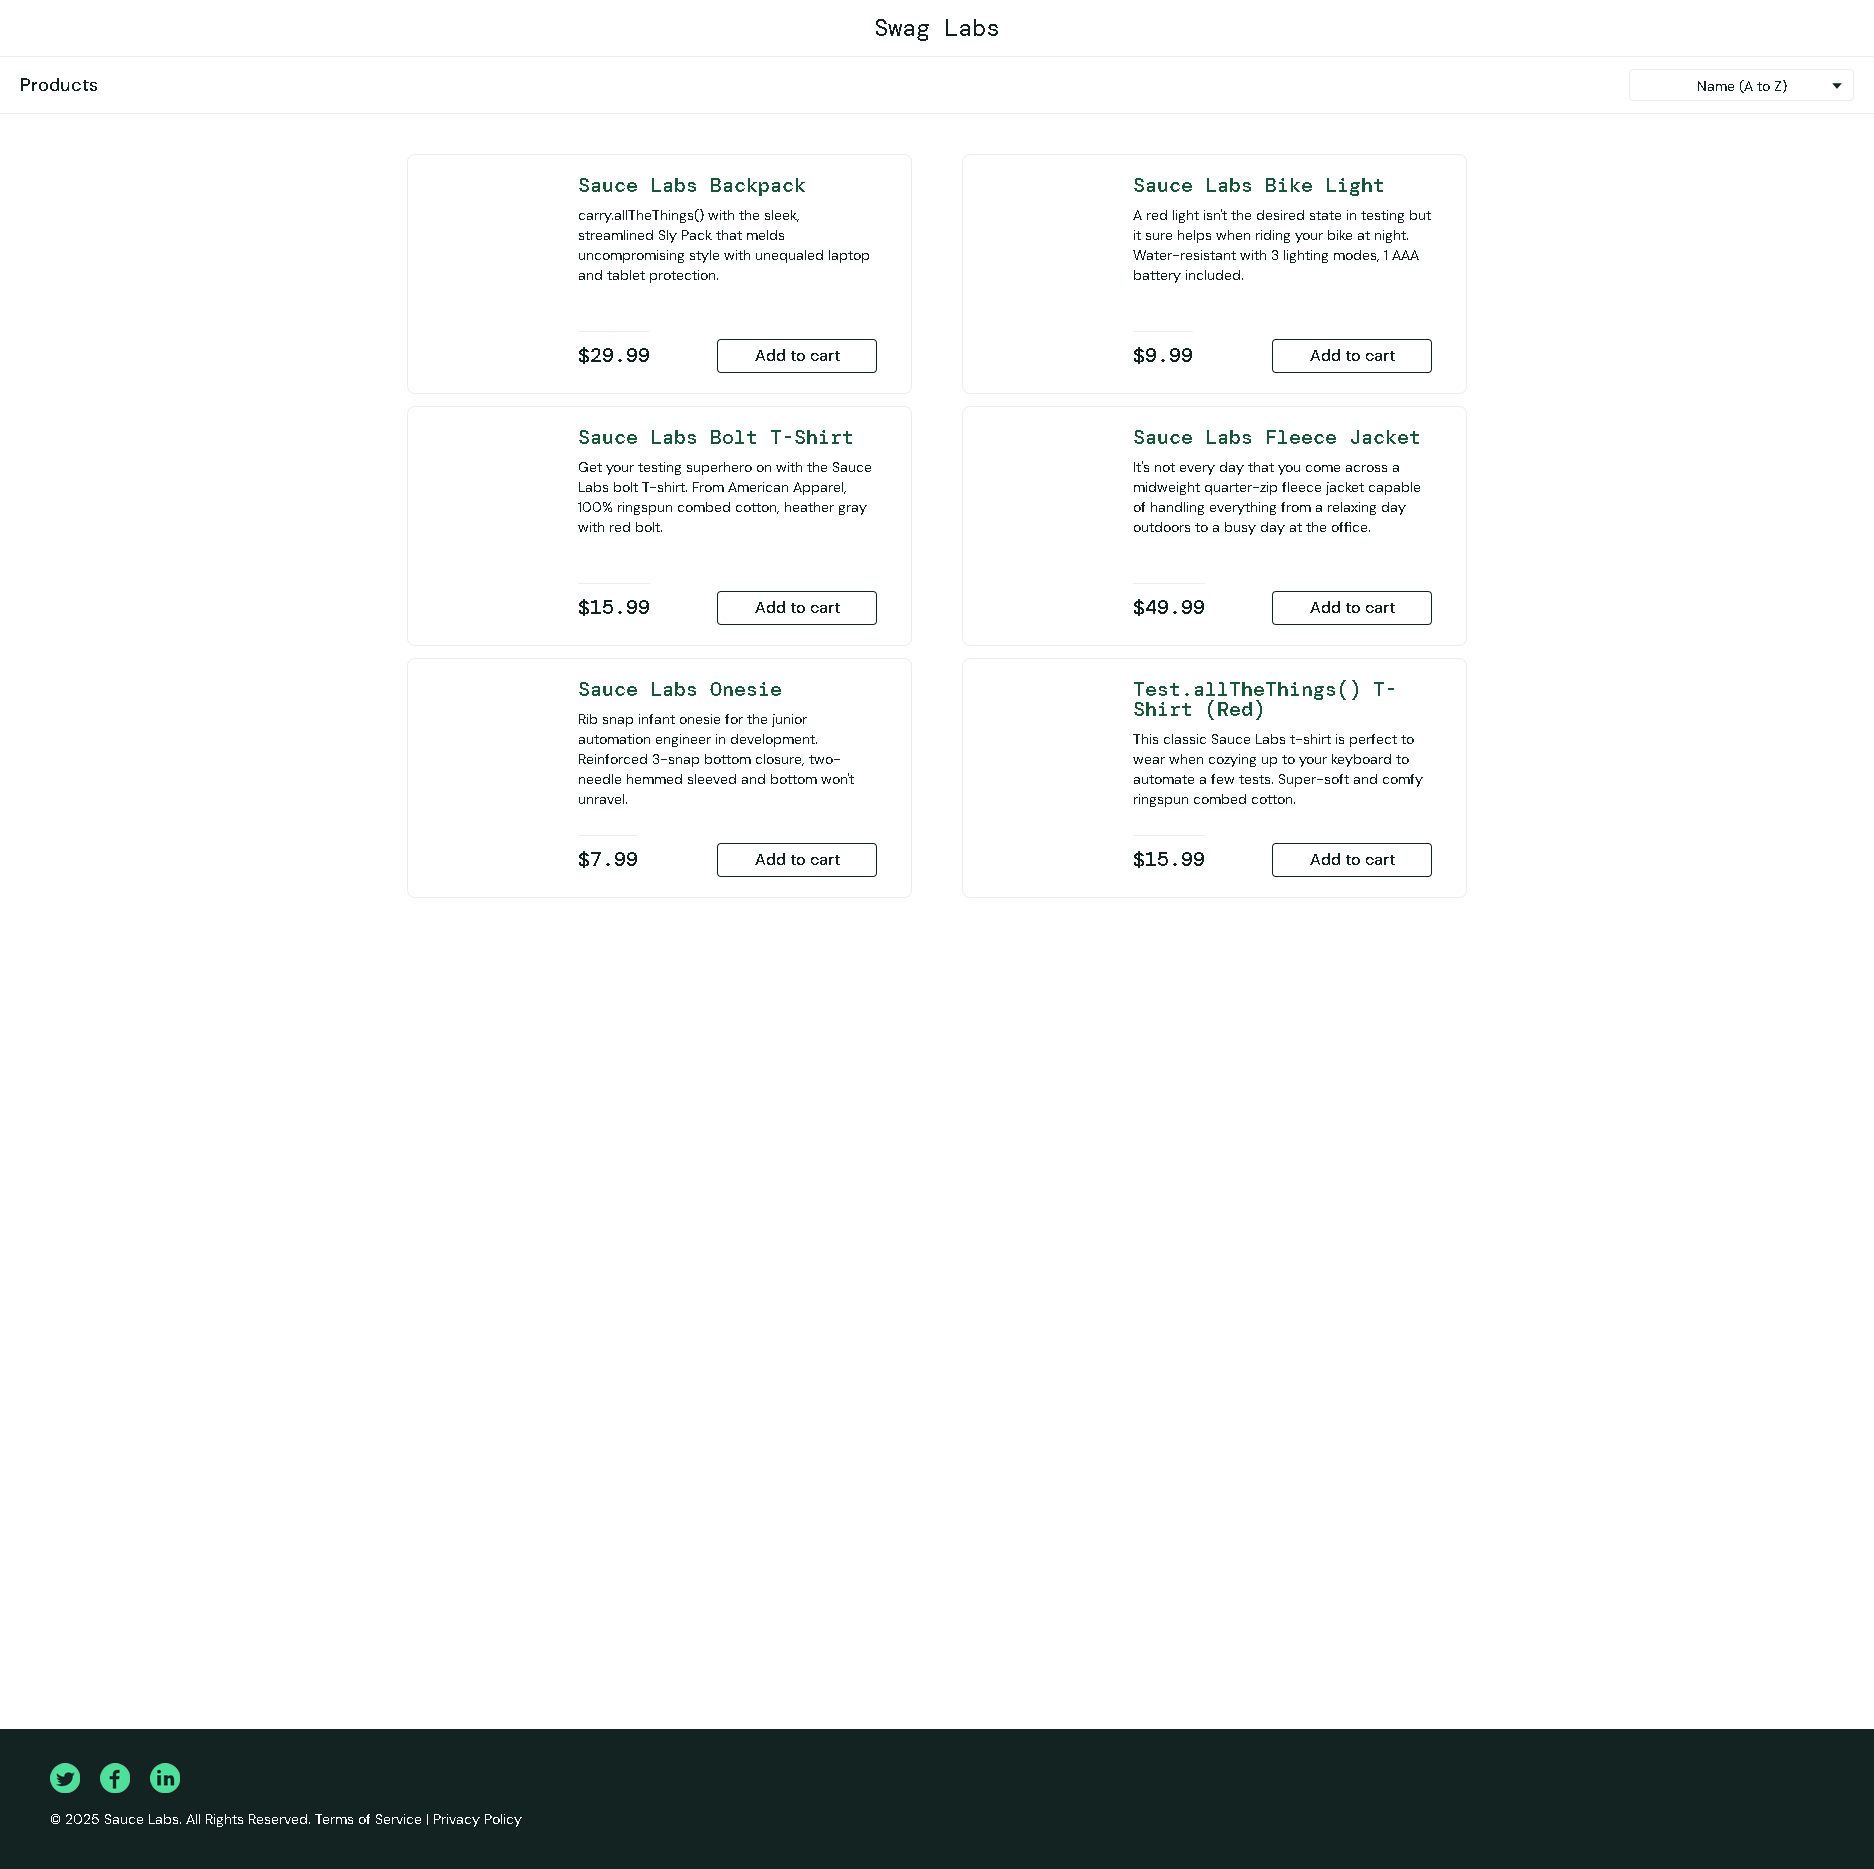 Swag Labs
Products
Name (A to Z)
Sauce Labs Backpack
carry.allTheThings() with the sleek,
streamlined Sly Pack that melds
uncompromising style with unequaled laptop
and tablet protection.
$29.99
Add to cart
Sauce Labs Bike Light
A red light isn't the desired state in testing but
it sure helps when riding your bike at night.
Water-resistant with 3 lighting modes, 1 AAA
battery included.
$9.99
Add to cart
Sauce Labs Bolt T-Shirt
Get your testing superhero on with the Sauce
Labs bolt T-shirt. From American Apparel,
100% ringspun combed cotton, heather gray
with red bolt.
$15.99
Add to cart
Sauce Labs Fleece Jacket
It's not every day that you come across a
midweight quarter-zip fleece jacket capable
of handling everything from a relaxing day
outdoors to a busy day at the office.
$49.99
Add to cart
Sauce Labs Onesie
Rib snap infant onesie for the junior
automation engineer in development.
Reinforced 3-snap bottom closure, two-
needle hemmed sleeved and bottom won't
unravel.
$7.99
Add to cart
Test.allTheThings() T-
Shirt (Red)
This classic Sauce Labs t-shirt is perfect to
wear when cozying up to your keyboard to
automate a few tests. Super-soft and comfy
ringspun combed cotton.
$15.99
Add to cart
© 2025 Sauce Labs. All Rights Reserved. Terms of Service | Privacy Policy